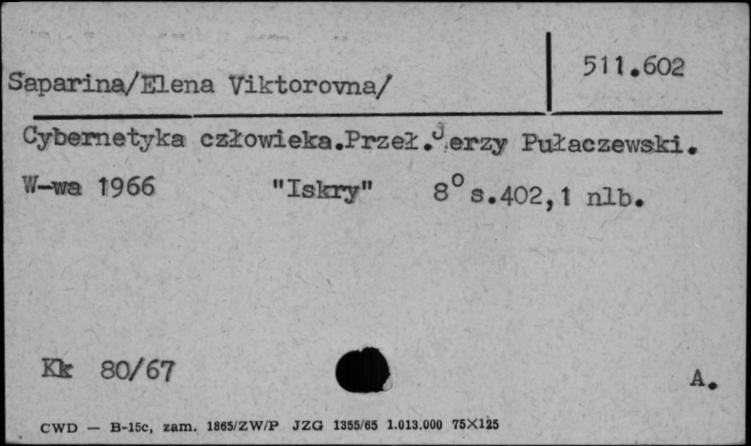 511.602
Saparina/Elena Viktorovna/
Cybernetyka człowieka.Przeł.Jerzy Pułaczewski.
W-wa 1966 "Iskry" 8° s.402,1 nlb.
Kk 80/67
A.
CWD — B-15c, zam. 1865/ZW/P JZG 1355/65 1.013.000 75X125